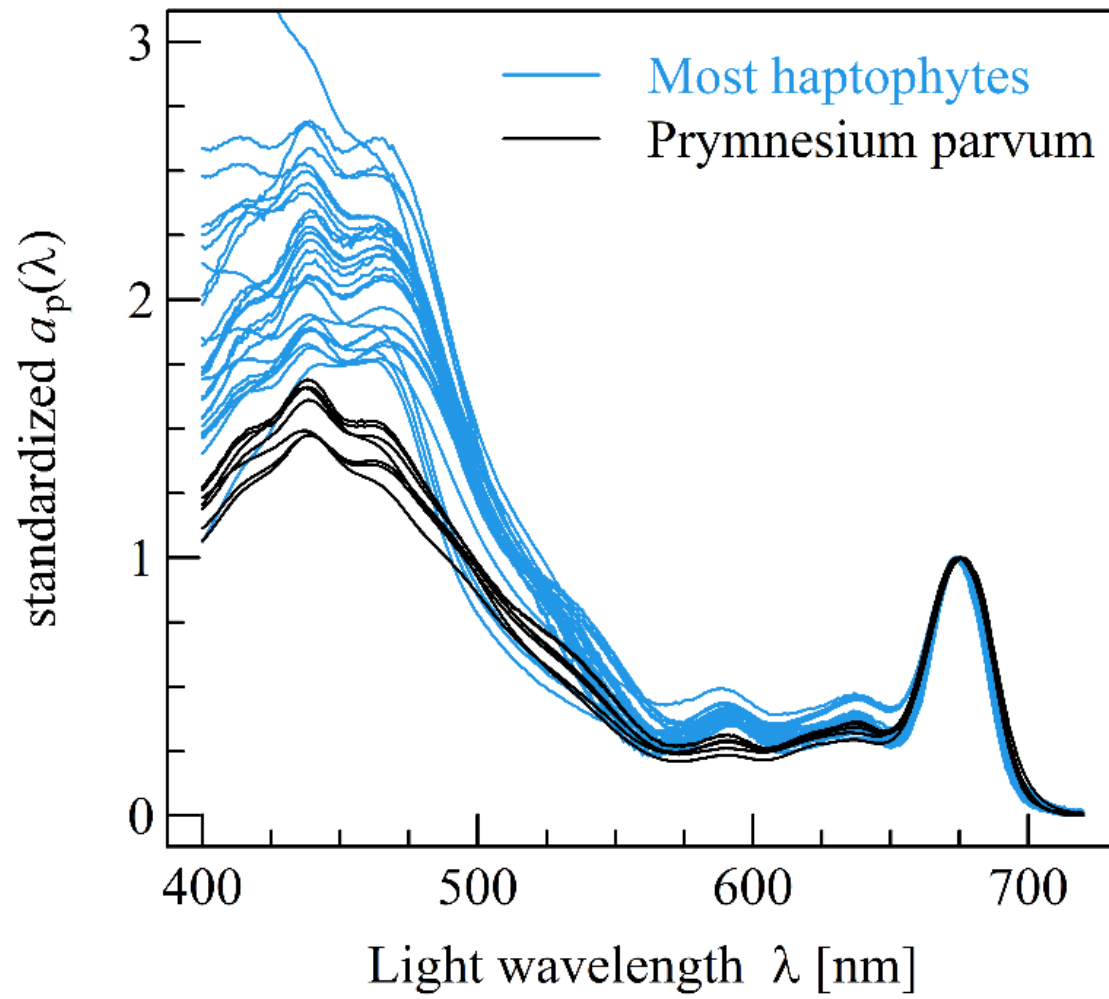 3
2
1
0
Most haptophytes
Prymnesium parvum
standardized aₚ(λ)
400 500 600 700
Light wavelength λ [nm]